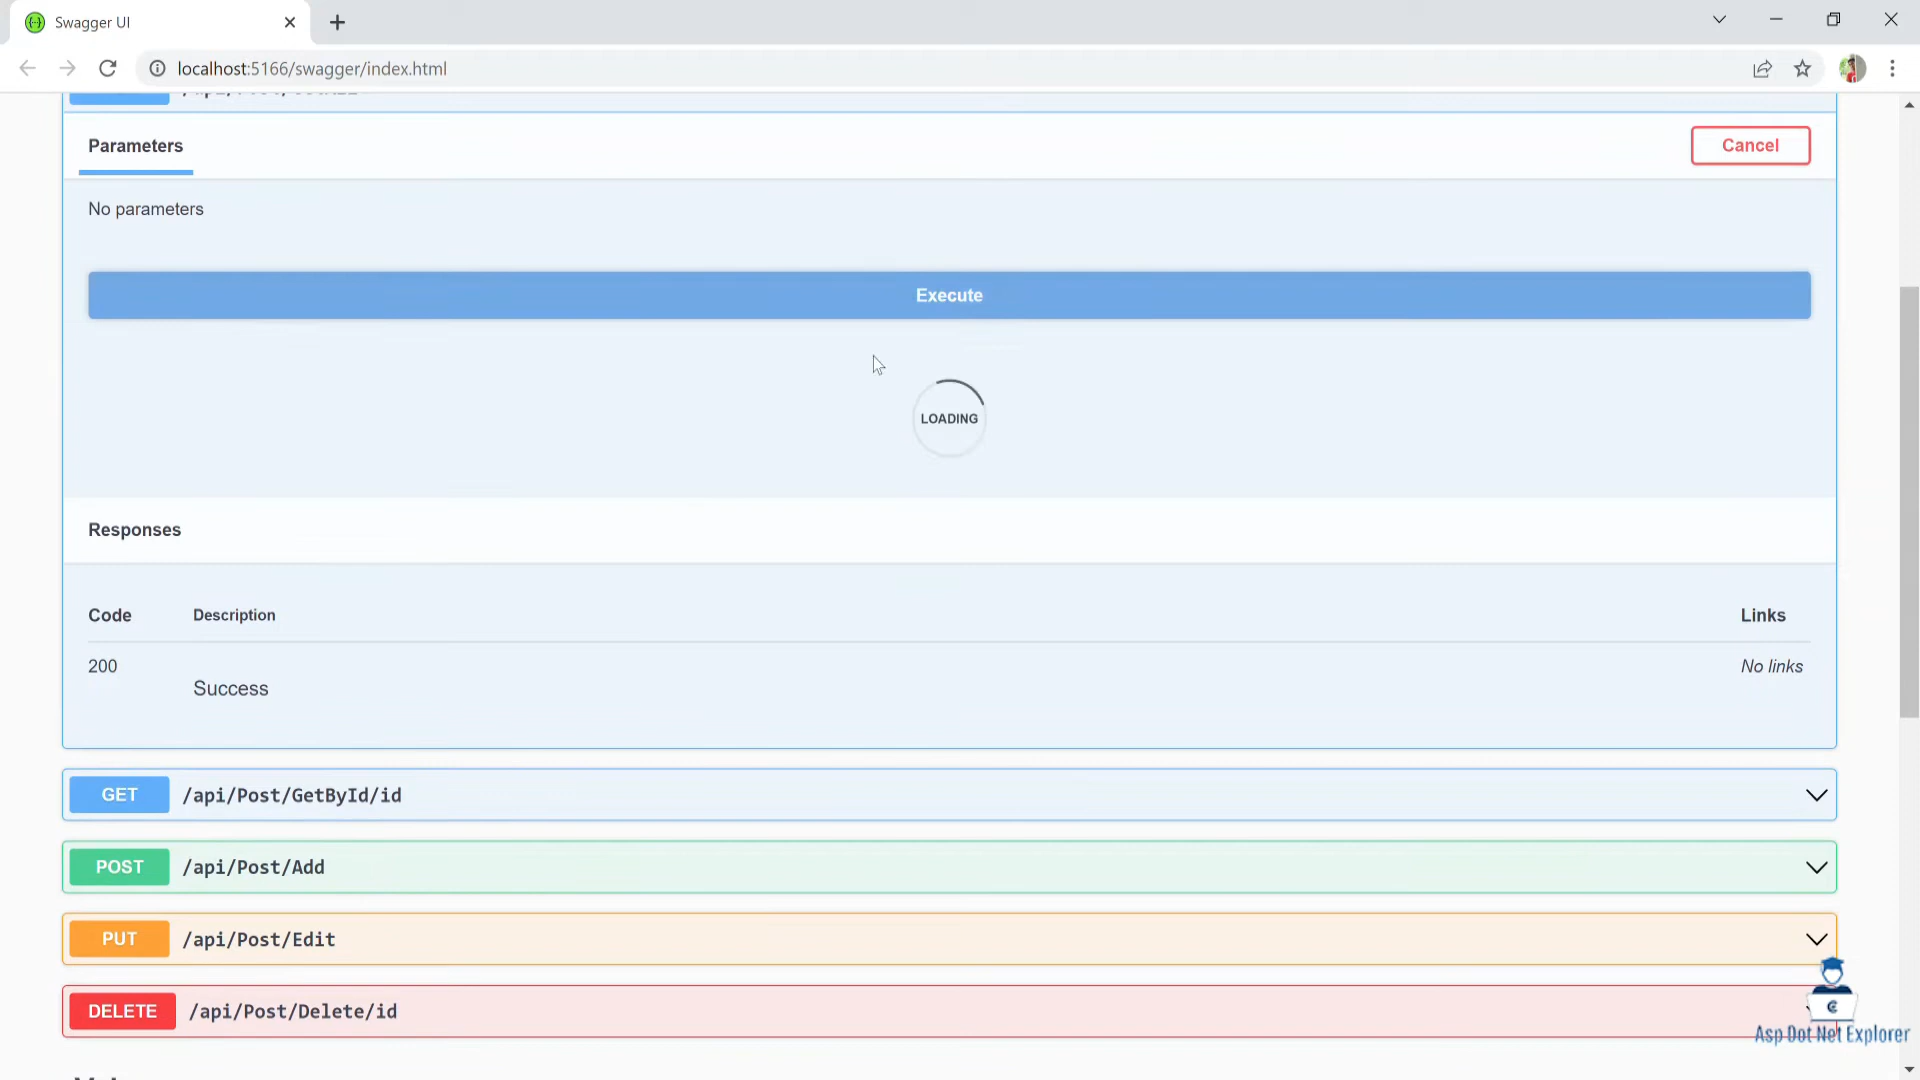 Swagger UI
localhost:5166/swagger/index.html
Parameters
Cancel
No parameters
Execute
LOADING
Responses
Code Description Links
200 No links
Success
GET /api/Post/GetById/id
POST /api/Post/Add
PUT /api/Post/Edit
DELETE /api/Post/Delete/id
Asp Dot Net Explorer